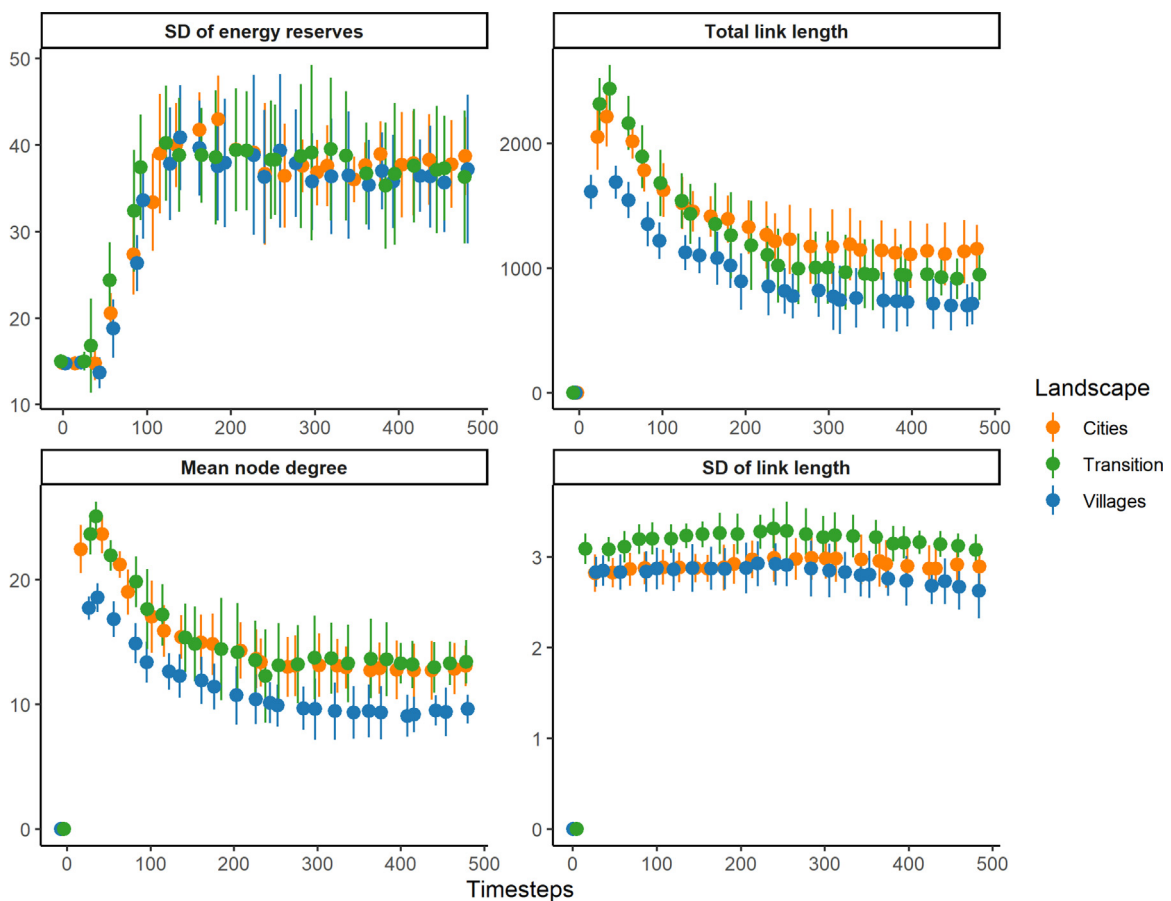 SD of energy reserves
Total link length
50
40
30
20
10
0 100 200 300 400 500
2000
1000
0
0 100 200 300 400 500
Mean node degree
SD of link length
20
10
0
0 100 200 300 400 500
3
2
1
0
0 100 200 300 400 500
Timesteps
Landscape
Cities
Transition
Villages